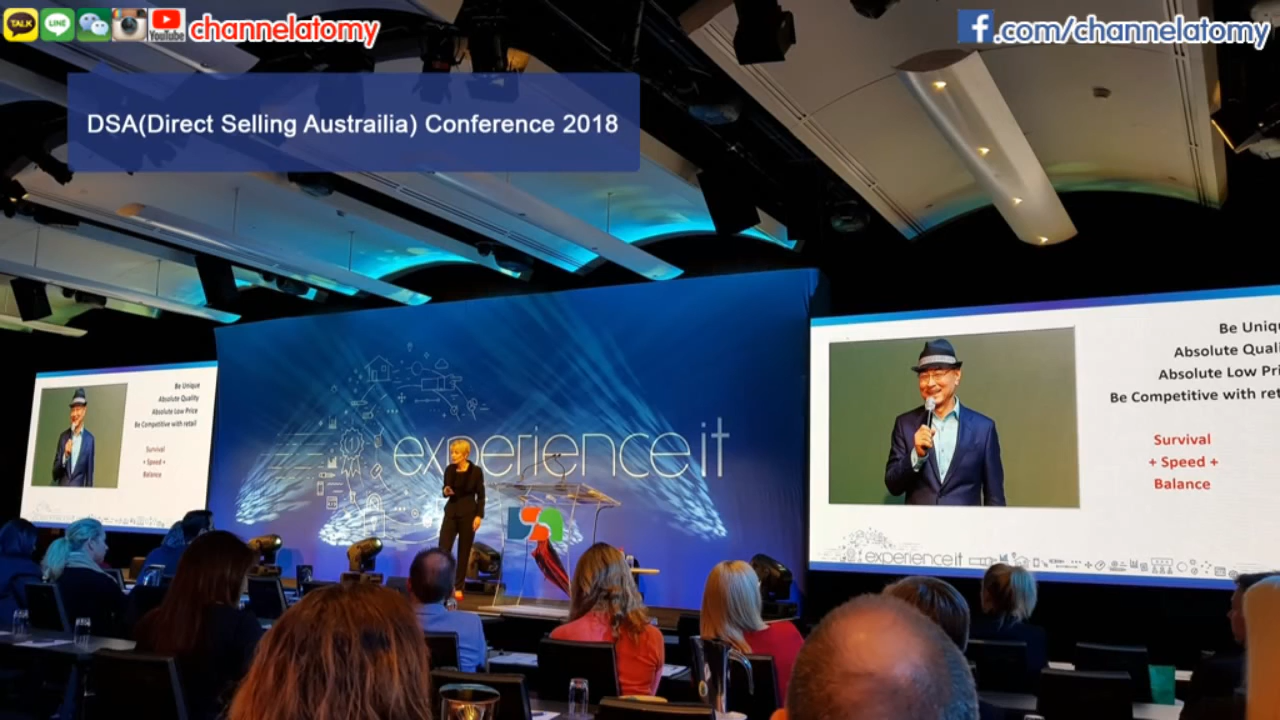 TALK
LINE
YouTube
channelatomy
.com/channelatomy
DSA(Direct Selling Austrailia) Conference 2018
Be Unique
Absolute Quality
Absolute Low Price
Be Competitive with retail
Survival
+ Speed +
Balance
experience it
Be Uniqu
Absolute Quali
Absolute Low Pri
Be Competitive with ret
Survival
+ Speed +
Balance
experience it